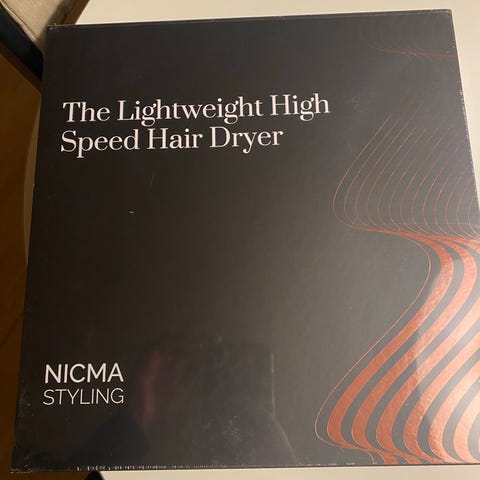 The Lightweight High
Speed Hair Dryer
NICMA
STYLING